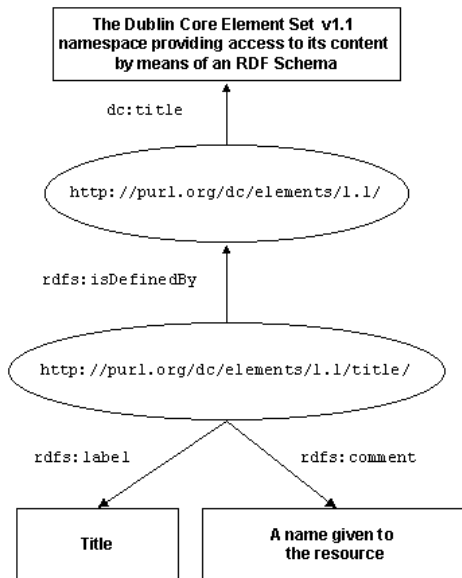 The Dublin Core Element Set v1.1
namespace providing access to its content
by means of an RDF Schema
dc:title
http://purl.org/dc/elements/1.1/
rdfs:isDefinedBy
http://purl.org/dc/elements/1.1/title/
rdfs:label
rdfs:comment
Title
A name given to
the resource